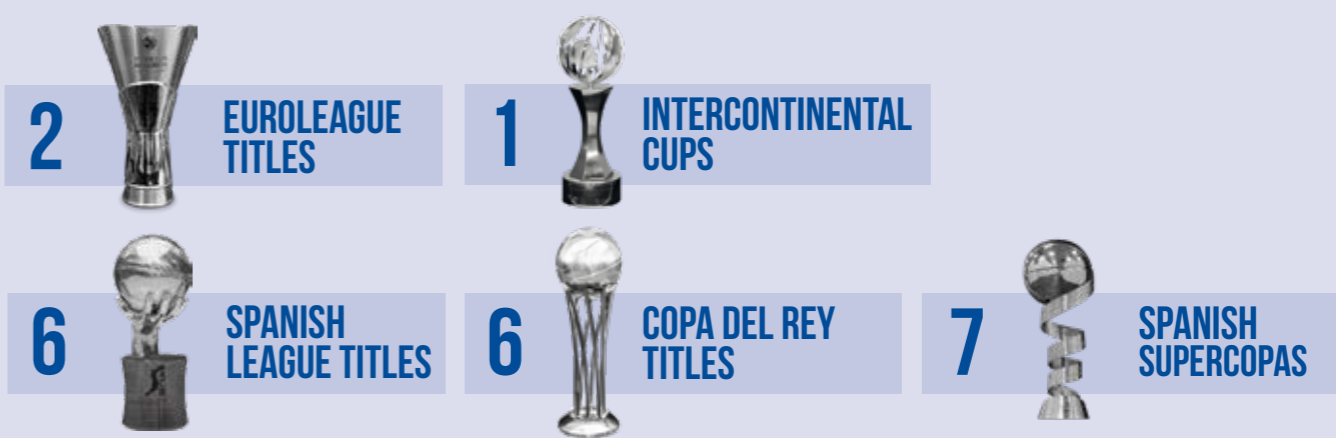 2
EUROLEAGUE
TITLES
1
INTERCONTINENTAL
CUPS
6
SPANISH
LEAGUE TITLES
6
COPA DEL REY
TITLES
7
SPANISH
SUPERCOPAS